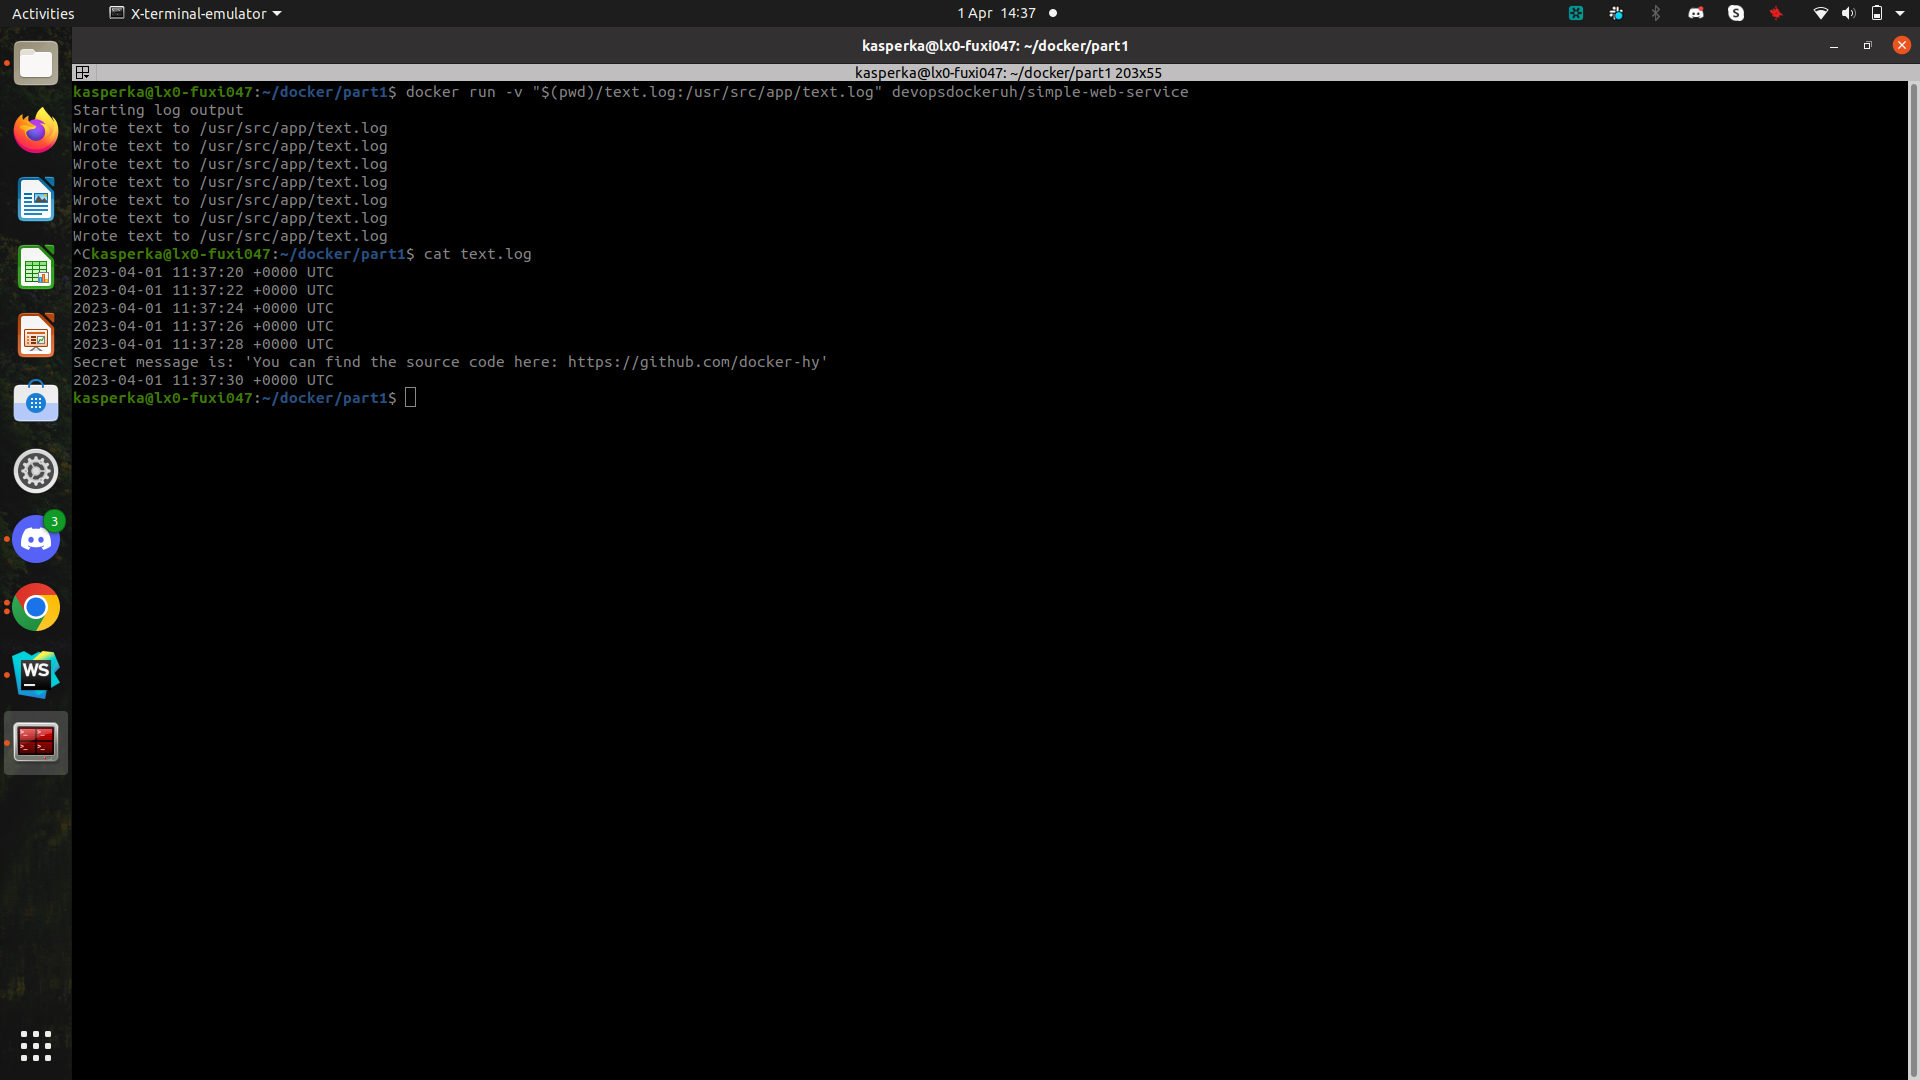 Activities
X-terminal-emulator
1 Apr 14:37
kasperka@lx0-fuxi047: ~/docker/part1
kasperka@lx0-fuxi047: ~/docker/part1 203x55
kasperka@lx0-fuxi047:~/docker/part1$ docker run -v "$(pwd)/text.log:/usr/src/app/text.log" devopsdockeruh/simple-web-service
Starting log output
Wrote text to /usr/src/app/text.log
Wrote text to /usr/src/app/text.log
Wrote text to /usr/src/app/text.log
Wrote text to /usr/src/app/text.log
Wrote text to /usr/src/app/text.log
Wrote text to /usr/src/app/text.log
Wrote text to /usr/src/app/text.log
^Ckasperka@lx0-fuxi047:~/docker/part1$ cat text.log
2023-04-01 11:37:20 +0000 UTC
2023-04-01 11:37:22 +0000 UTC
2023-04-01 11:37:24 +0000 UTC
2023-04-01 11:37:26 +0000 UTC
2023-04-01 11:37:28 +0000 UTC
Secret message is: 'You can find the source code here: https://github.com/docker-hy'
2023-04-01 11:37:30 +0000 UTC
kasperka@lx0-fuxi047:~/docker/part1$
3
WS